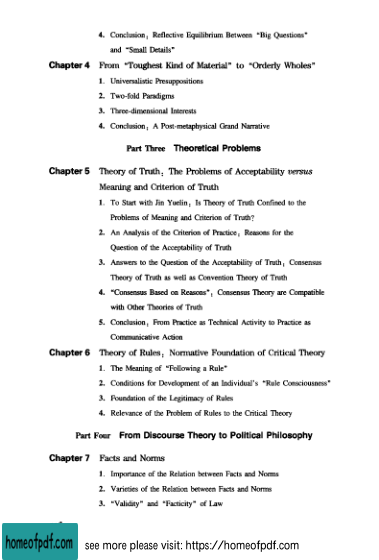 4. Conclusion: Reflective Equilibrium Between "Big Questions"
and "Small Details"
Chapter 4 From "Toughest Kind of Material" to "Orderly Wholes"
1. Universalistic Presuppositions
2. Two-fold Paradigms
3. Three-dimensional Interests
4. Conclusion: A Post-metaphysical Grand Narrative
Part Three Theoretical Problems
Chapter 5 Theory of Truth: The Problems of Acceptability versus
Meaning and Criterion of Truth
1. To Start with Jin Yuelin: Is Theory of Truth Confined to the
Problems of Meaning and Criterion of Truth?
2. An Analysis of the Criterion of Practice: Reasons for the
Question of the Acceptability of Truth
3. Answers to the Question of the Acceptability of Truth: Consensus
Theory of Truth as well as Convention Theory of Truth
4. "Consensus Based on Reasons": Consensus Theory are Compatible
with Other Theories of Truth
5. Conclusion: From Practice as Technical Activity to Practice as
Communicative Action
Chapter 6 Theory of Rules: Normative Foundation of Critical Theory
1. The Meaning of "Following a Rule"
2. Conditions for Development of an Individual's "Rule Consciousness"
3. Foundation of the Legitimacy of Rules
4. Relevance of the Problem of Rules to the Critical Theory
Part Four From Discourse Theory to Political Philosophy
Chapter 7 Facts and Norms
1. Importance of the Relation between Facts and Norms
2. Varieties of the Relation between Facts and Norms
3. "Validity" and "Facticity" of Law
homeofpdf.com see more please visit: https://homeofpdf.com